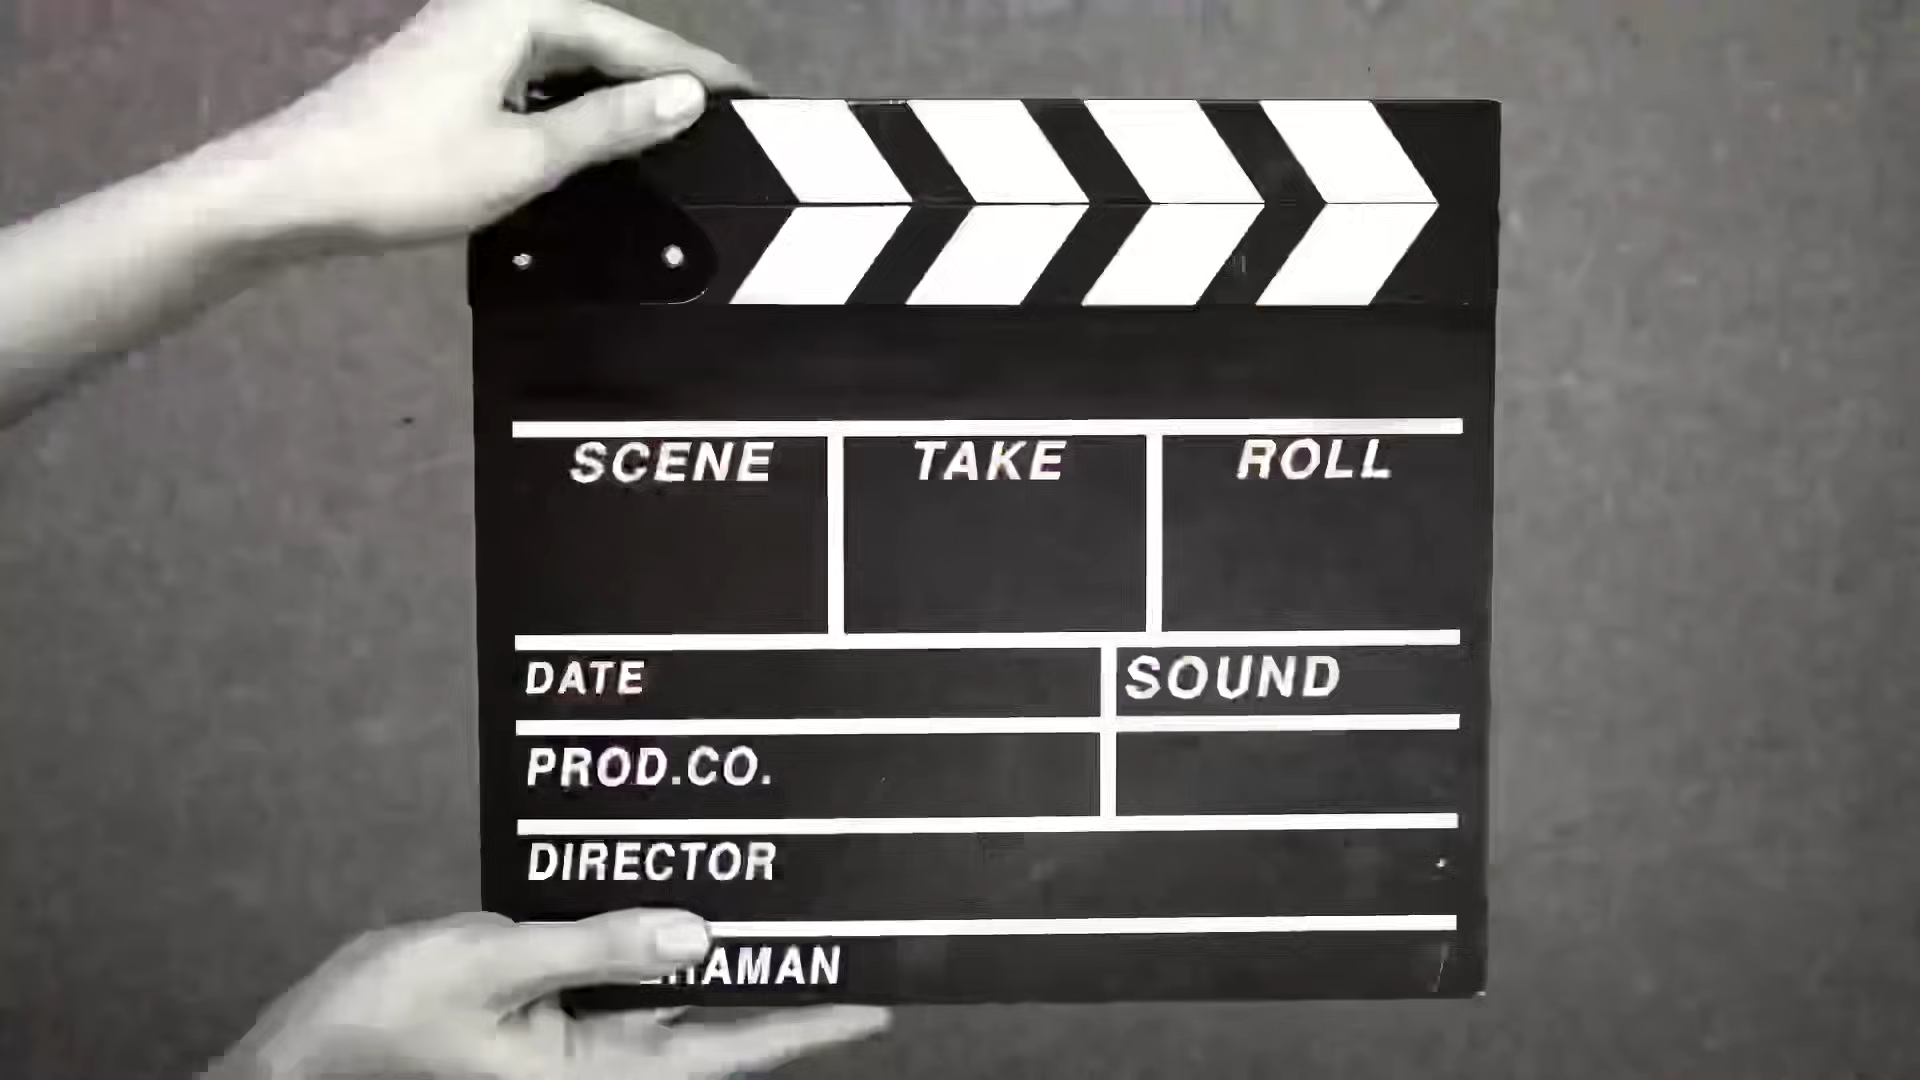 SCENE TAKE ROLL
DATE SOUND
PROD.CO.
DIRECTOR